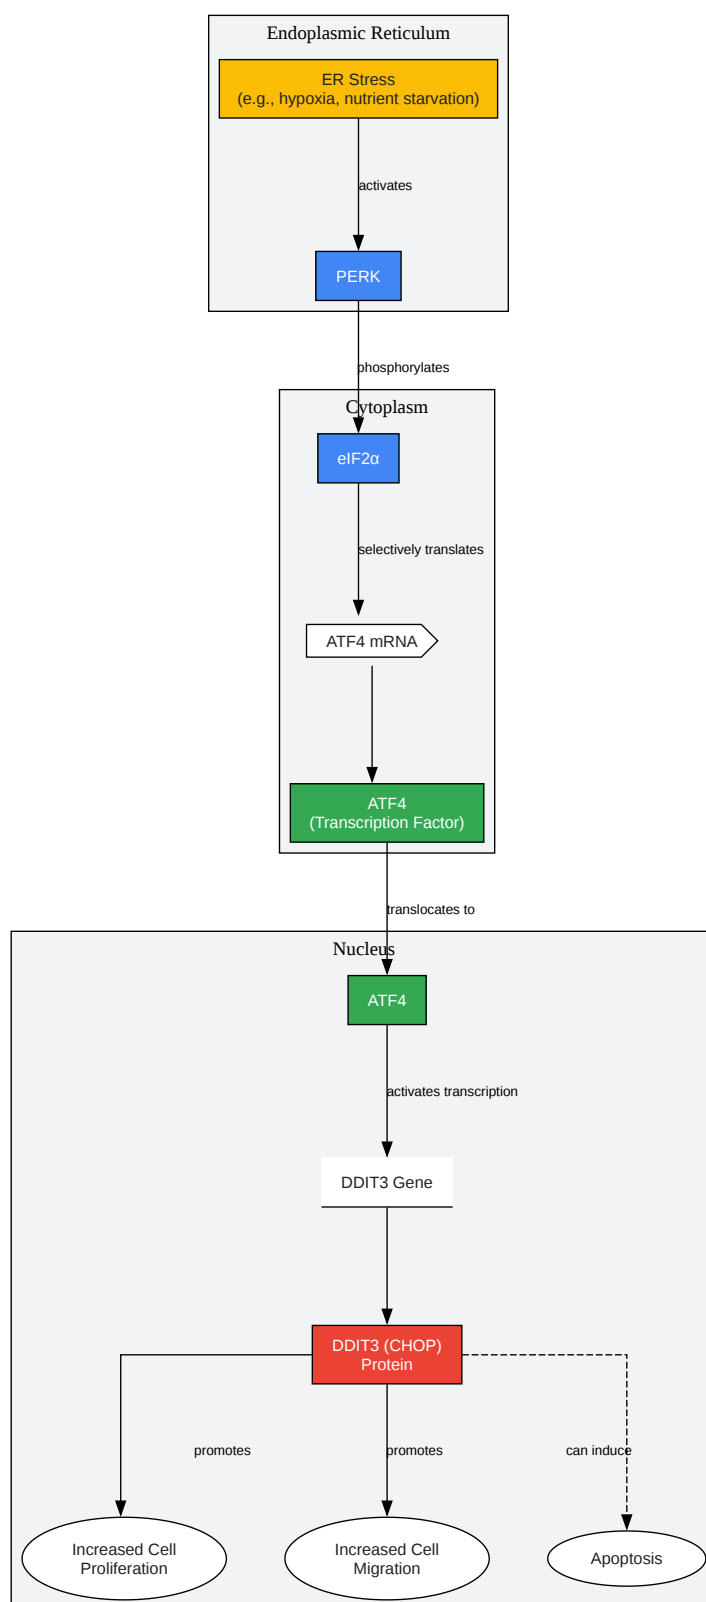 Endoplasmic Reticulum
ER Stress
(e.g., hypoxia, nutrient starvation)
activates
PERK
phosphorylates
Cytoplasm
eIF2α
selectively translates
ATF4 mRNA
ATF4
(Transcription Factor)
translocates to
Nucleus
ATF4
activates transcription
DDIT3 Gene
DDIT3 (CHOP)
Protein
promotes
promotes
can induce
Increased Cell
Proliferation
Increased Cell
Migration
Apoptosis